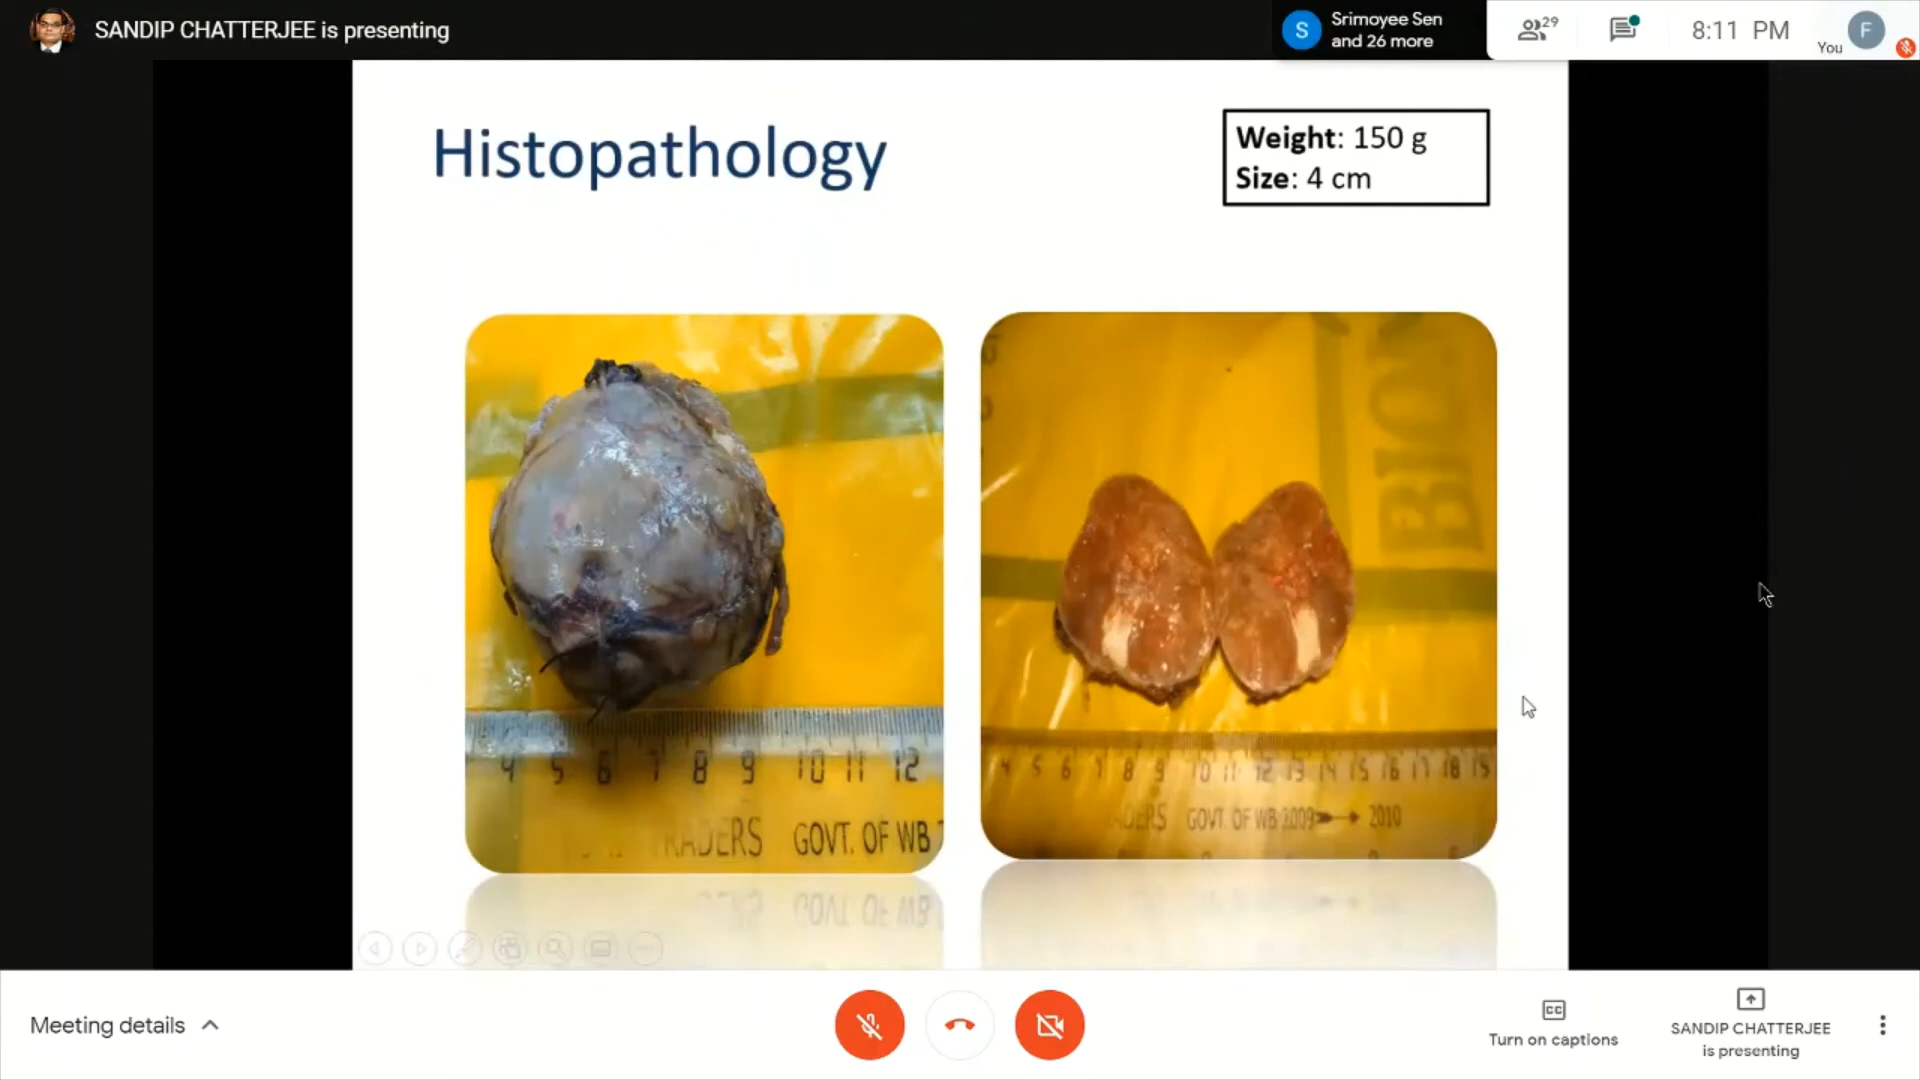 SANDIP CHATTERJEE is presenting
Srimoyee Sen
and 26 more
29
8:11 PM
You
F
S
Histopathology
Weight: 150 g
Size: 4 cm
4 5 6 7 8 9 10 11 12
TRADERS GOVT. OF WB
BIO
4 5 6 7 8 9 10 11 12 13 14 15 16 17 18
ADERS GOVT. OF WB 2009 2010
Meeting details
CC
Turn on captions
SANDIP CHATTERJEE
is presenting